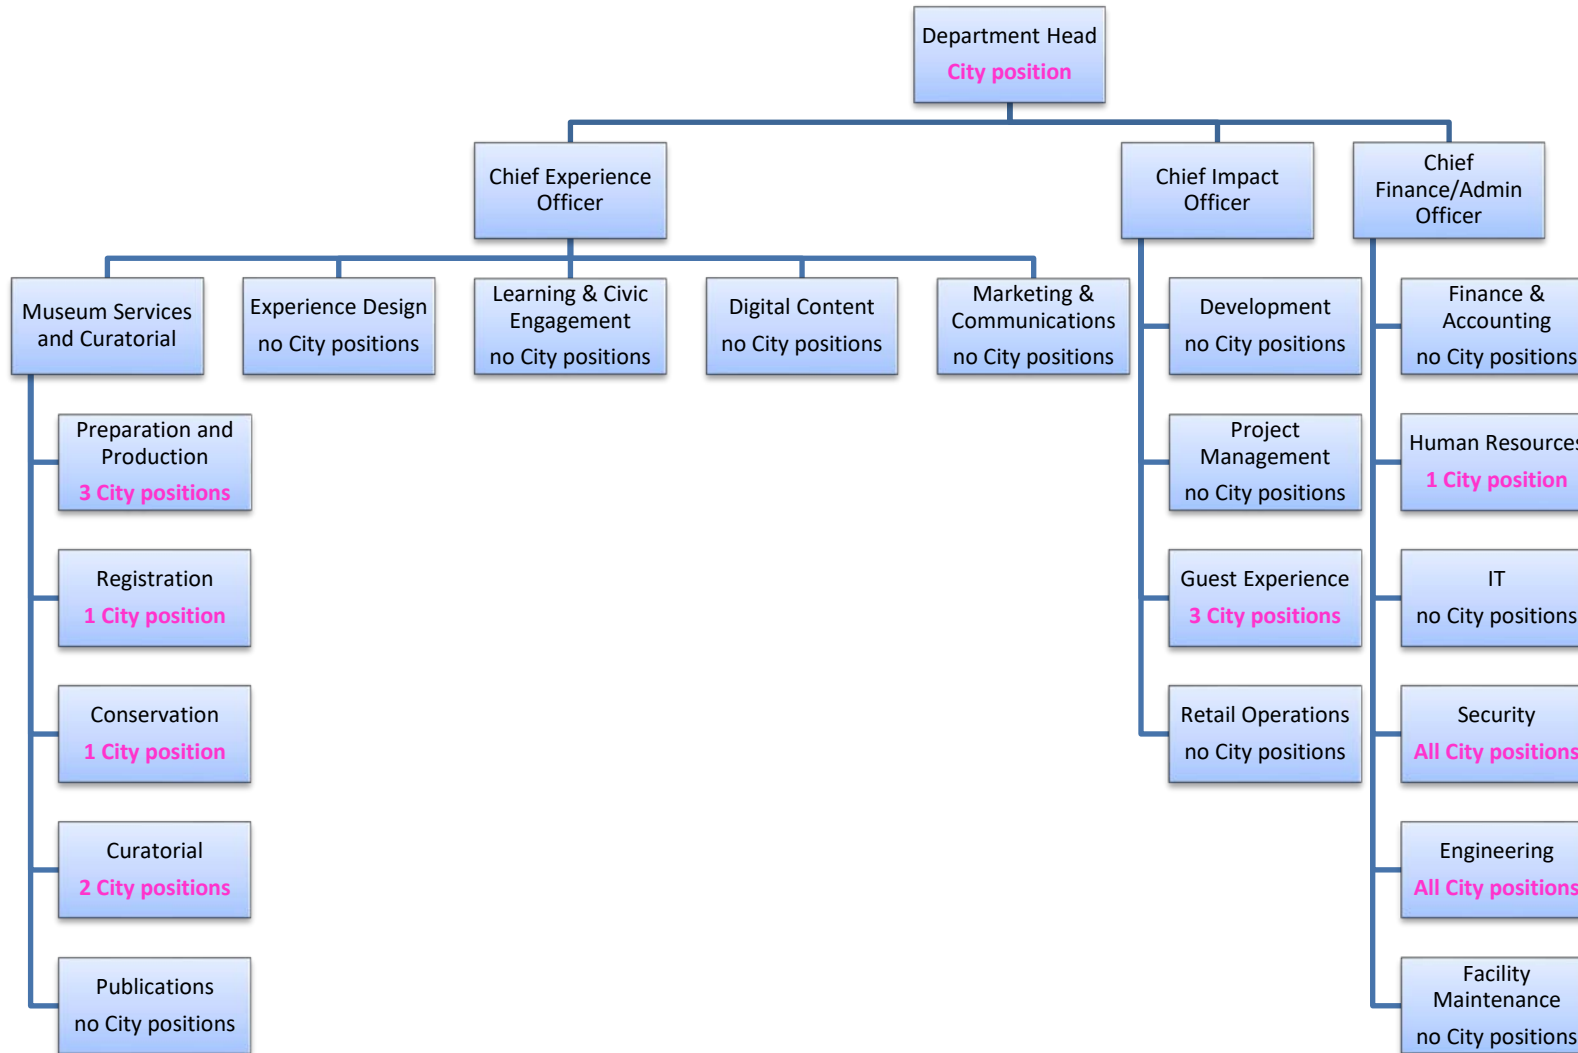 Department Head
City position
Chief Experience
Officer
Chief Impact
Officer
Chief
Finance/Admin
Officer
Museum Services
and Curatorial
Experience Design
no City positions
Learning & Civic
Engagement
no City positions
Digital Content
no City positions
Marketing &
Communications
no City positions
Development
no City positions
Finance &
Accounting
no City positions
Preparation and
Production
3 City positions
Project
Management
no City positions
Human Resources
1 City position
Registration
1 City position
Guest Experience
3 City positions
IT
no City positions
Conservation
1 City position
Retail Operations
no City positions
Security
All City positions
Curatorial
2 City positions
Engineering
All City positions
Publications
no City positions
Facility
Maintenance
no City positions